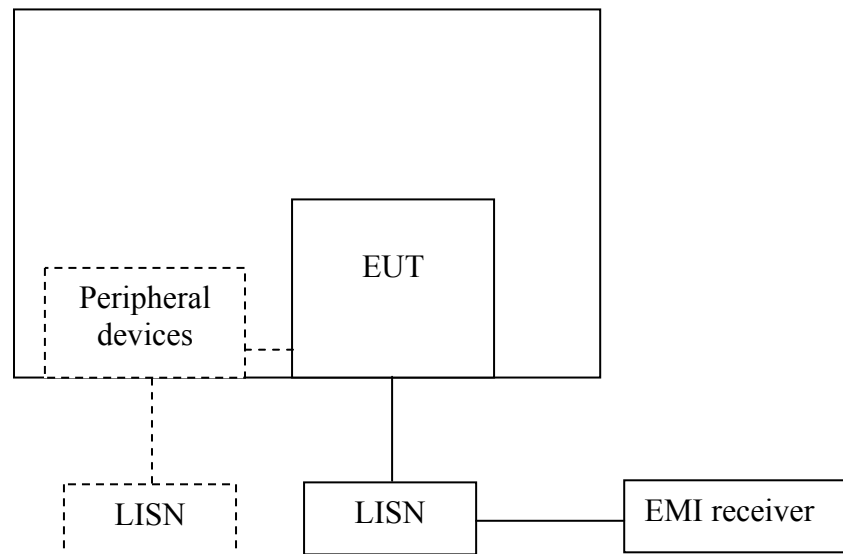 EUT
Peripheral
devices
LISN
LISN
EMI receiver